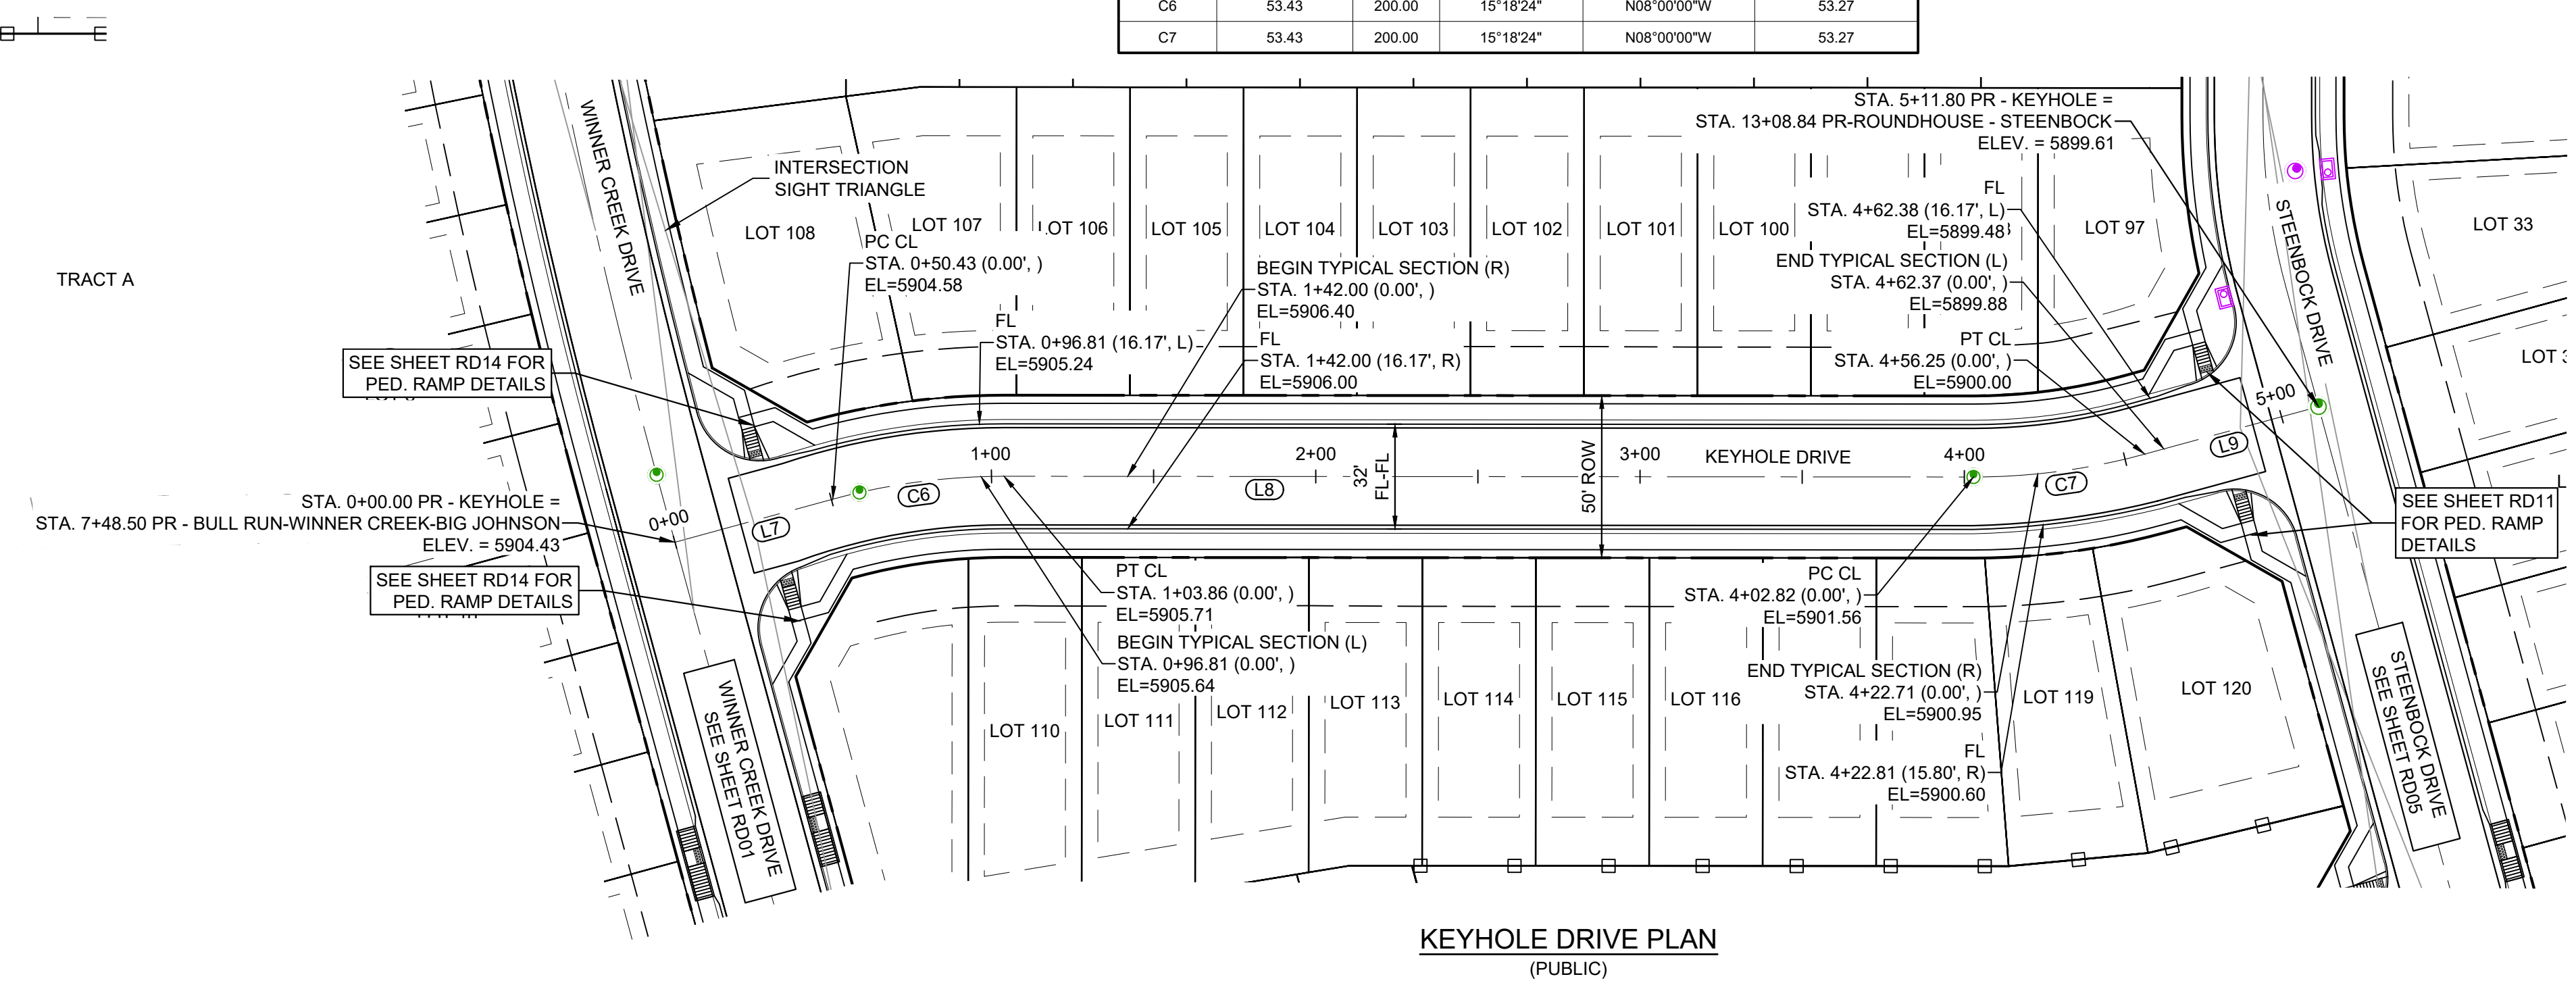 C6 53.43 200.00 15°18'24" N08°00'00"W 53.27
C7 53.43 200.00 15°18'24" N08°00'00"W 53.27
TRACT A
WINNER CREEK DRIVE
INTERSECTION
SIGHT TRIANGLE
LOT 108
LOT 107
LOT 106
LOT 105
LOT 104
LOT 103
LOT 102
LOT 101
LOT 100
LOT 97
LOT 33
STA. 5+11.80 PR - KEYHOLE =
STA. 13+08.84 PR-ROUNDHOUSE - STEENBOCK
ELEV. = 5899.61
FL
STA. 4+62.38 (16.17', L)
EL=5899.48
END TYPICAL SECTION (L)
STA. 4+62.37 (0.00', )
EL=5899.88
PT CL
STA. 4+56.25 (0.00', )
EL=5900.00
STEENBOCK DRIVE
PC CL
STA. 0+50.43 (0.00', )
EL=5904.58
FL
STA. 0+96.81 (16.17', L)
EL=5905.24
BEGIN TYPICAL SECTION (R)
STA. 1+42.00 (0.00', )
EL=5906.40
FL
STA. 1+42.00 (16.17', R)
EL=5906.00
SEE SHEET RD14 FOR
PED. RAMP DETAILS
STA. 0+00.00 PR - KEYHOLE =
STA. 7+48.50 PR - BULL RUN-WINNER CREEK-BIG JOHNSON
ELEV. = 5904.43
SEE SHEET RD14 FOR
PED. RAMP DETAILS
0+00
L7
C6
1+00
L8
2+00
32'
FL-FL
50' ROW
3+00
KEYHOLE DRIVE
4+00
C7
L9
5+00
SEE SHEET RD11
FOR PED. RAMP
DETAILS
PT CL
STA. 1+03.86 (0.00', )
EL=5905.71
BEGIN TYPICAL SECTION (L)
STA. 0+96.81 (0.00', )
EL=5905.64
PC CL
STA. 4+02.82 (0.00', )
EL=5901.56
END TYPICAL SECTION (R)
STA. 4+22.71 (0.00', )
EL=5900.95
FL
STA. 4+22.81 (15.80', R)
EL=5900.60
LOT 110
LOT 111
LOT 112
LOT 113
LOT 114
LOT 115
LOT 116
LOT 119
LOT 120
WINNER CREEK DRIVE
SEE SHEET RD01
STEENBOCK DRIVE
SEE SHEET RD05
KEYHOLE DRIVE PLAN
(PUBLIC)